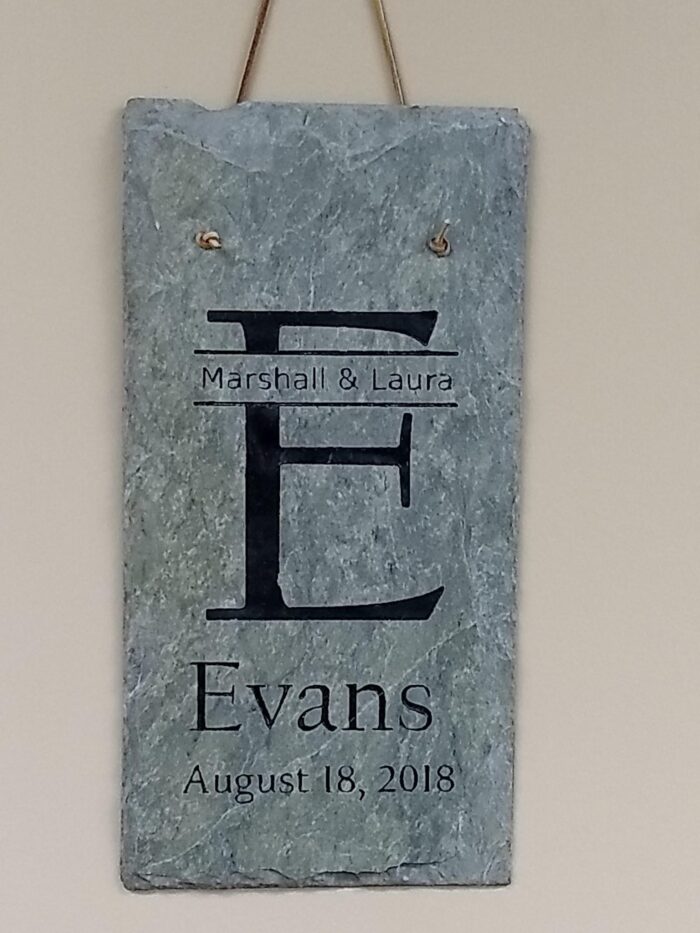 E
Marshall & Laura
Evans
August 18, 2018